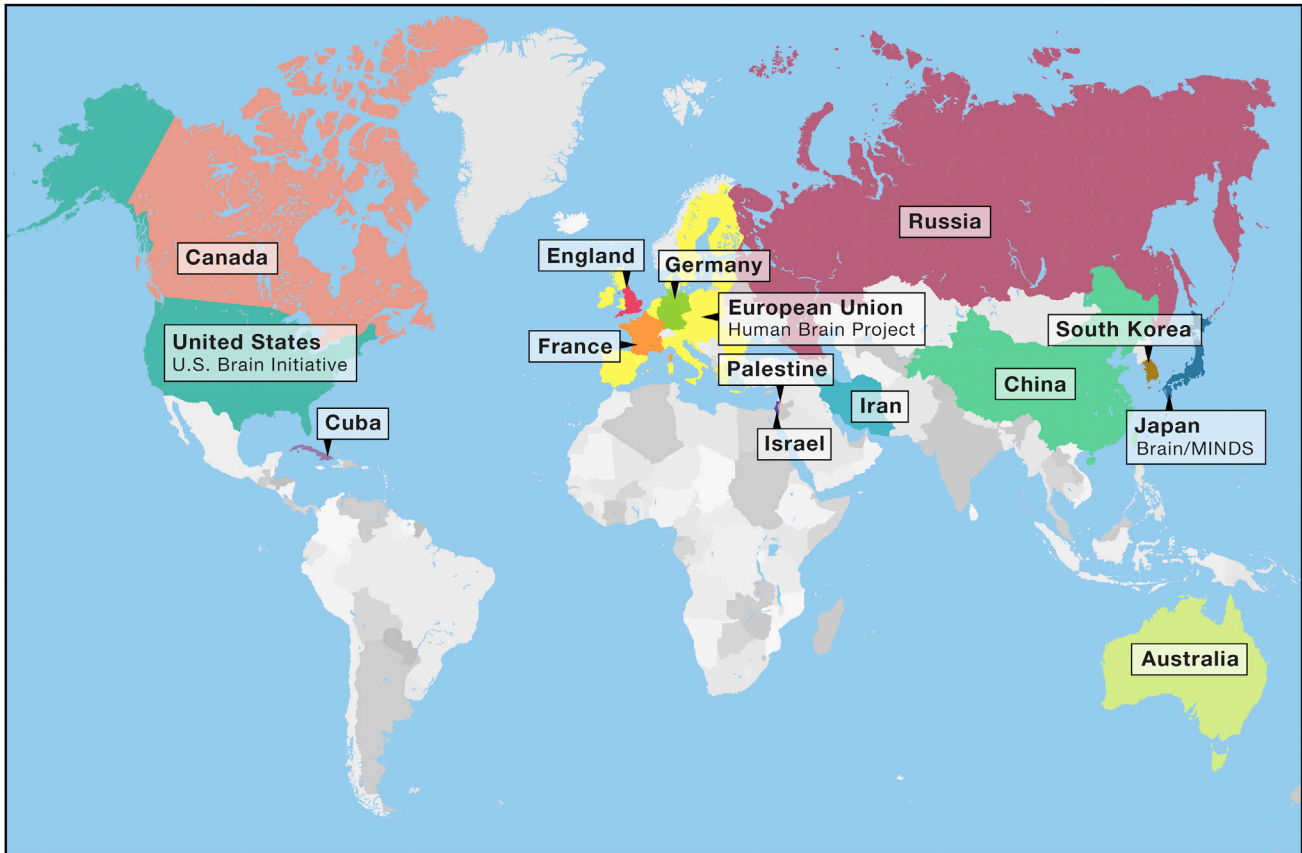 Russia
England
Canada
Germany
European Union
Human Brain Project
South Korea
United States
U.S. Brain Initiative
France
Palestine
China
Iran
Cuba
Japan
Brain/MINDS
Israel
Australia